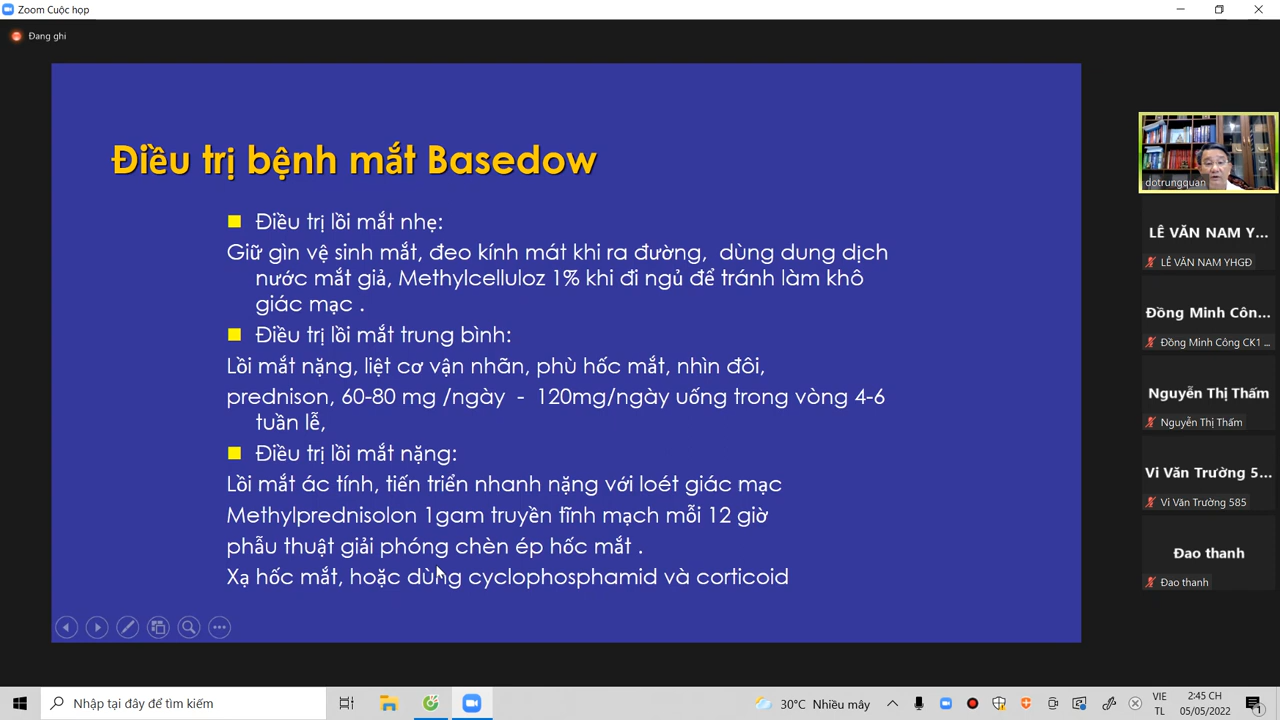 Zoom Cuộc họp
Đang ghi
Điều trị bệnh mắt Basedow
Điều trị lồi mắt nhẹ:
Giữ gìn vệ sinh mắt, đeo kính mát khi ra đường, dùng dung dịch
nước mắt giả, Methylcelluloz 1% khi đi ngủ để tránh làm khô
giác mạc .
Điều trị lồi mắt trung bình:
Lồi mắt nặng, liệt cơ vận nhãn, phù hốc mắt, nhìn đôi,
prednison, 60-80 mg /ngày - 120mg/ngày uống trong vòng 4-6
tuần lễ,
Điều trị lồi mắt nặng:
Lồi mắt ác tính, tiến triển nhanh nặng với loét giác mạc
Methylprednisolon 1gam truyền tĩnh mạch mỗi 12 giờ
phẫu thuật giải phóng chèn ép hốc mắt .
Xạ hốc mắt, hoặc dùng cyclophosphamid và corticoid
dotrungquan
LÊ VĂN NAM Y...
LÊ VĂN NAM YHGĐ
Đồng Minh Côn...
Đồng Minh Công CK1 ...
Nguyễn Thị Thấm
Nguyễn Thị Thấm
Vi Văn Trường 5...
Vi Văn Trường 585
Đao thanh
Đao thanh
Nhập tại đây để tìm kiếm
30°C Nhiều mây
VIE
TL
2:45 CH
05/05/2022
1